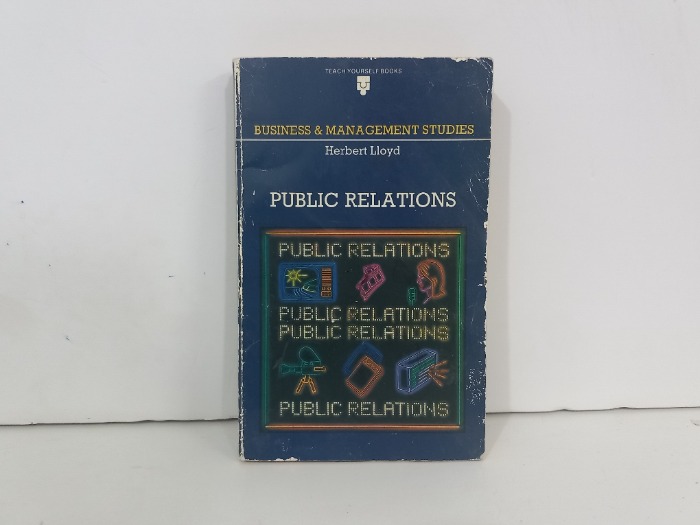 TEACH YOURSELF BOOKS
BUSINESS & MANAGEMENT STUDIES
Herbert Lloyd
PUBLIC RELATIONS
PUBLIC RELATIONS
PUBLIC RELATIONS
PUBLIC RELATIONS
PUBLIC RELATIONS